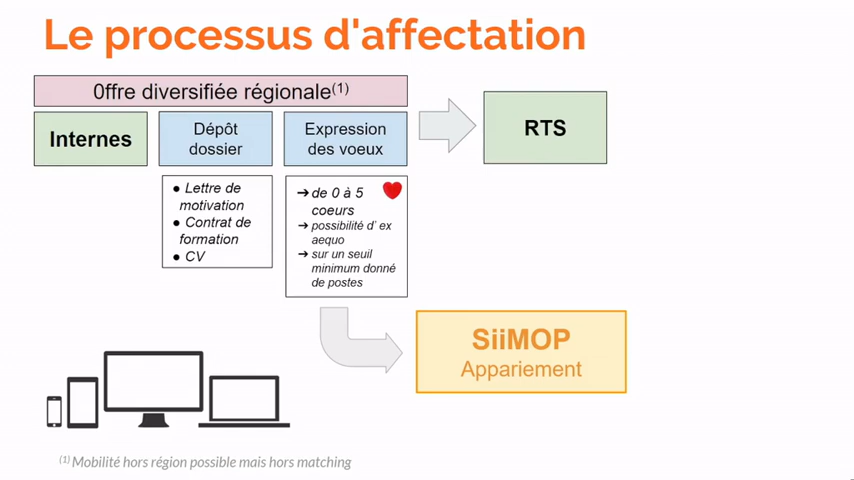 Le processus d'affectation
Offre diversifiée régionale(1)
Internes
Dépôt
dossier
Expression
des voeux
RTS
● Lettre de
motivation
● Contrat de
formation
● CV
➔ de 0 à 5
coeurs
➔ possibilité d' ex
aequo
➔ sur un seuil
minimum donné
de postes
SiiMOP
Appariement
(1) Mobilité hors région possible mais hors matching